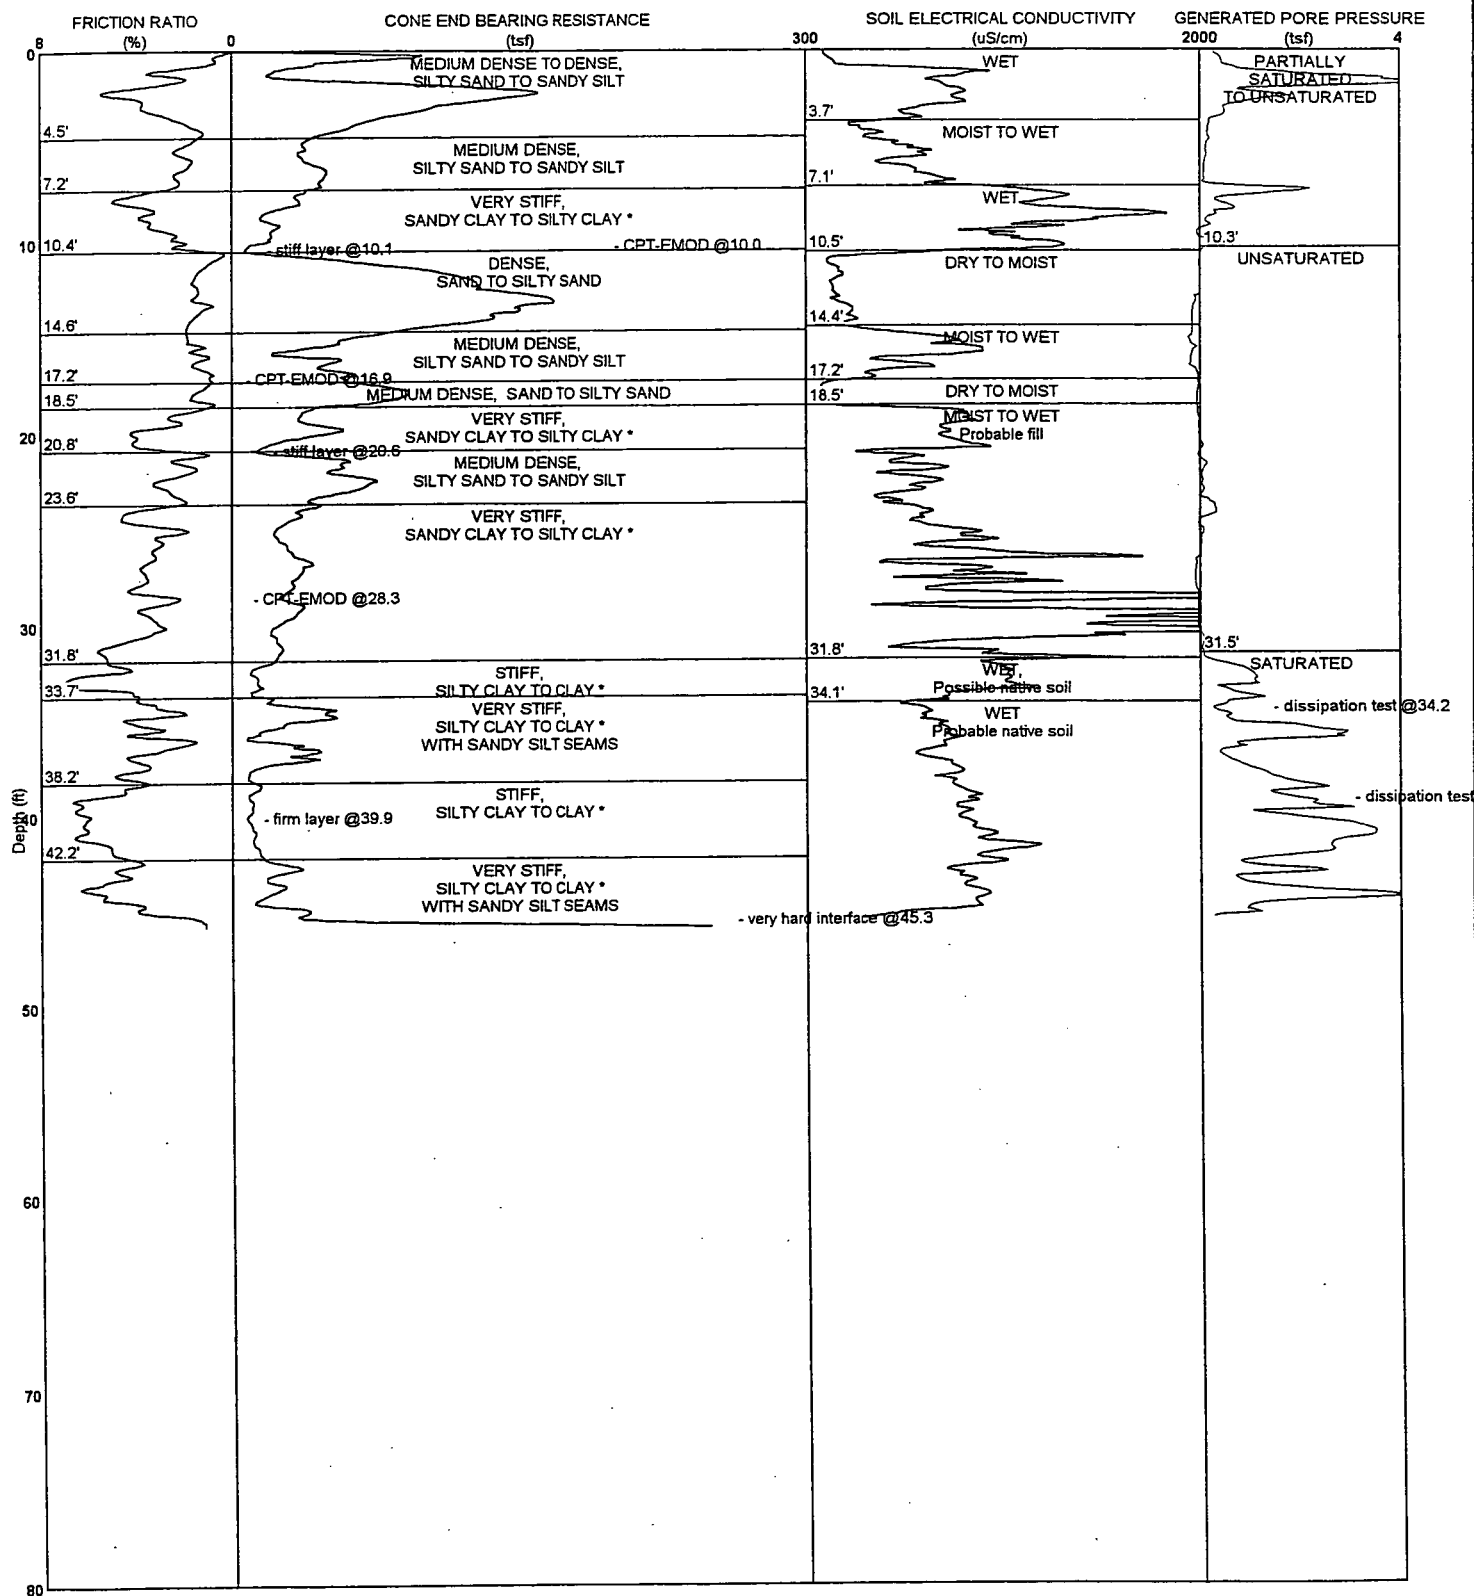 FRICTION RATIO
(%)
8
0
CONE END BEARING RESISTANCE
(tsf)
300
SOIL ELECTRICAL CONDUCTIVITY
(uS/cm)
2000
GENERATED PORE PRESSURE
(tsf)
4
Depth (ft)
0
10
20
30
40
50
60
70
80
4.5'
7.2'
10.4'
14.6'
17.2'
18.5'
20.8'
23.6'
31.8'
33.7'
38.2'
42.2'
MEDIUM DENSE TO DENSE,
SILTY SAND TO SANDY SILT
MEDIUM DENSE,
SILTY SAND TO SANDY SILT
VERY STIFF,
SANDY CLAY TO SILTY CLAY *
- stiff layer @10.1
- CPT-EMOD @10.0
DENSE,
SAND TO SILTY SAND
MEDIUM DENSE,
SILTY SAND TO SANDY SILT
- CPT-EMOD @16.9
MEDIUM DENSE, SAND TO SILTY SAND
VERY STIFF,
SANDY CLAY TO SILTY CLAY *
- stiff layer @20.6
MEDIUM DENSE,
SILTY SAND TO SANDY SILT
VERY STIFF,
SANDY CLAY TO SILTY CLAY *
- CPT-EMOD @28.3
STIFF,
SILTY CLAY TO CLAY *
VERY STIFF,
SILTY CLAY TO CLAY *
WITH SANDY SILT SEAMS
STIFF,
SILTY CLAY TO CLAY *
- firm layer @39.9
VERY STIFF,
SILTY CLAY TO CLAY *
WITH SANDY SILT SEAMS
- very hard interface @45.3
WET
3.7'
MOIST TO WET
7.1'
WET
10.5'
DRY TO MOIST
14.4'
MOIST TO WET
17.2'
DRY TO MOIST
18.5'
MOIST TO WET
Probable fill
31.8'
WET,
Possible native soil
34.1'
WET
Probable native soil
PARTIALLY
SATURATED
TO UNSATURATED
10.3'
UNSATURATED
31.5'
SATURATED
- dissipation test @34.2
- dissipation test